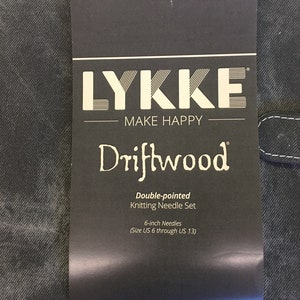 LYKKE®
MAKE HAPPY
Driftwood®
Double-pointed
Knitting Needle Set
6-inch Needles
(Size US 6 through US 13)